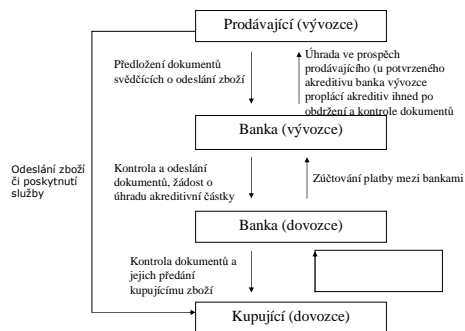 Prodávající (vývozce)
Předložení dokumentů
svědčících o odeslání zboží
Úhrada ve prospěch
prodávajícího (u potvrzeného
akreditivu banka vývozce
proplácí akreditiv ihned po
obdržení a kontrole dokumentů
Banka (vývozce)
Odeslání zboží
či poskytnutí
služby
Kontrola a odeslání
dokumentů, žádost o
úhradu akreditivní částky
Zúčtování platby mezi bankami
Banka (dovozce)
Kontrola dokumentů a
jejich předání
kupujícímu zboží
Kupující (dovozce)